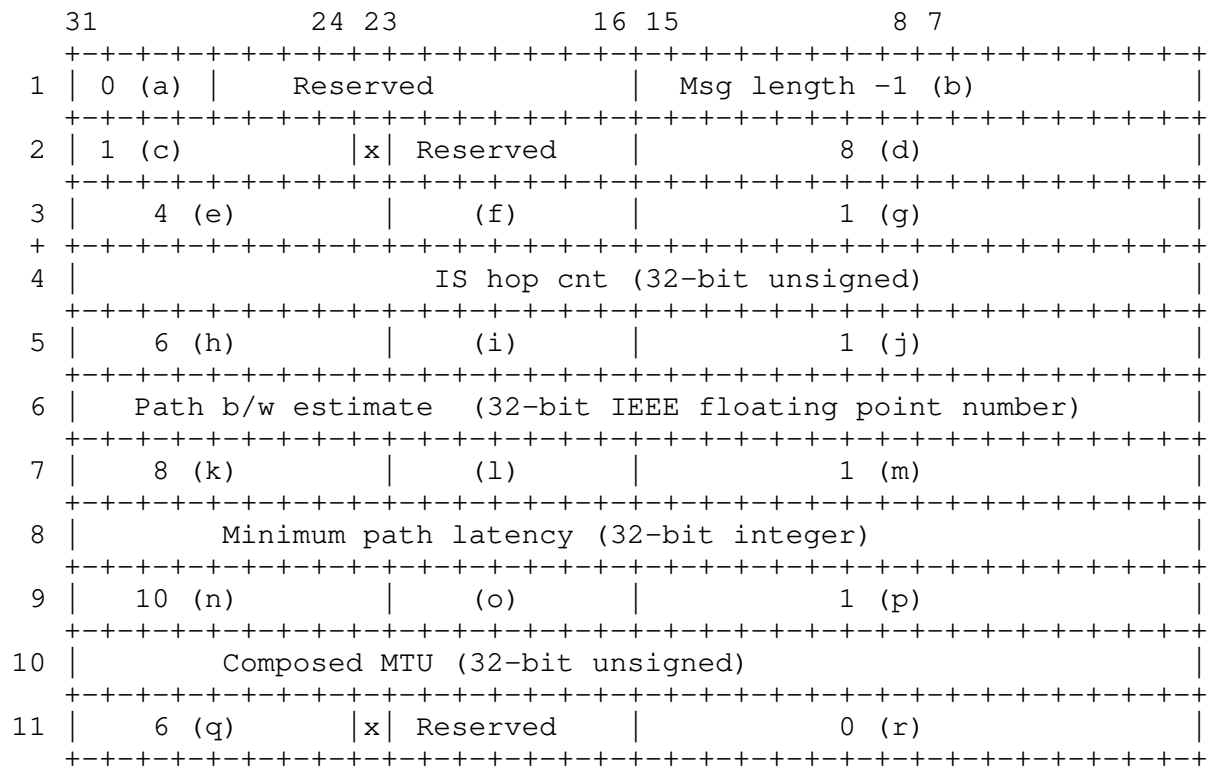 31 24 23 16 15 8 7
+-+-+-+-+-+-+-+-+-+-+-+-+-+-+-+-+-+-+-+-+-+-+-+-+-+-+-+-+-+-+-+-+
1 | 0 (a) | Reserved | Msg length -1 (b) |
+-+-+-+-+-+-+-+-+-+-+-+-+-+-+-+-+-+-+-+-+-+-+-+-+-+-+-+-+-+-+-+-+
2 | 1 (c) |x| Reserved | 8 (d) |
+-+-+-+-+-+-+-+-+-+-+-+-+-+-+-+-+-+-+-+-+-+-+-+-+-+-+-+-+-+-+-+-+
3 | 4 (e) | (f) | 1 (g) |
+ +-+-+-+-+-+-+-+-+-+-+-+-+-+-+-+-+-+-+-+-+-+-+-+-+-+-+-+-+-+-+-+-+
4 | IS hop cnt (32-bit unsigned) |
+-+-+-+-+-+-+-+-+-+-+-+-+-+-+-+-+-+-+-+-+-+-+-+-+-+-+-+-+-+-+-+-+
5 | 6 (h) | (i) | 1 (j) |
+-+-+-+-+-+-+-+-+-+-+-+-+-+-+-+-+-+-+-+-+-+-+-+-+-+-+-+-+-+-+-+-+
6 | Path b/w estimate (32-bit IEEE floating point number) |
+-+-+-+-+-+-+-+-+-+-+-+-+-+-+-+-+-+-+-+-+-+-+-+-+-+-+-+-+-+-+-+-+
7 | 8 (k) | (l) | 1 (m) |
+-+-+-+-+-+-+-+-+-+-+-+-+-+-+-+-+-+-+-+-+-+-+-+-+-+-+-+-+-+-+-+-+
8 | Minimum path latency (32-bit integer) |
+-+-+-+-+-+-+-+-+-+-+-+-+-+-+-+-+-+-+-+-+-+-+-+-+-+-+-+-+-+-+-+-+
9 | 10 (n) | (o) | 1 (p) |
+-+-+-+-+-+-+-+-+-+-+-+-+-+-+-+-+-+-+-+-+-+-+-+-+-+-+-+-+-+-+-+-+
10 | Composed MTU (32-bit unsigned) |
+-+-+-+-+-+-+-+-+-+-+-+-+-+-+-+-+-+-+-+-+-+-+-+-+-+-+-+-+-+-+-+-+
11 | 6 (q) |x| Reserved | 0 (r) |
+-+-+-+-+-+-+-+-+-+-+-+-+-+-+-+-+-+-+-+-+-+-+-+-+-+-+-+-+-+-+-+-+